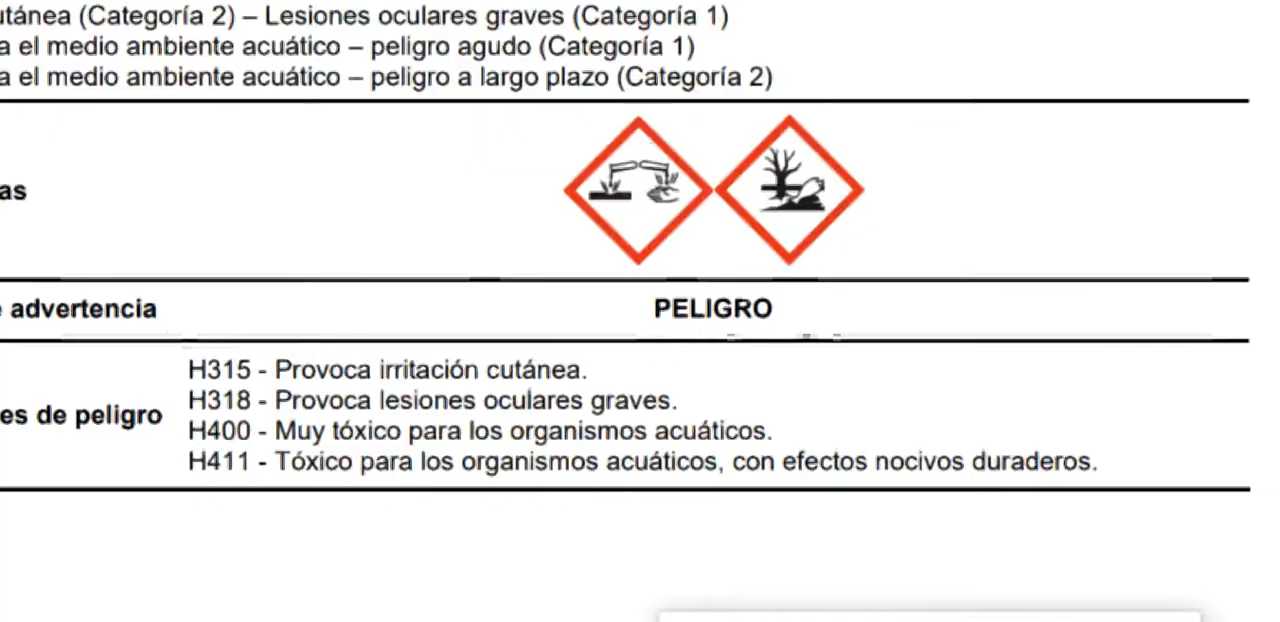 utánea (Categoría 2) – Lesiones oculares graves (Categoría 1)
a el medio ambiente acuático – peligro agudo (Categoría 1)
a el medio ambiente acuático – peligro a largo plazo (Categoría 2)
as
advertencia PELIGRO
H315 - Provoca irritación cutánea.
H318 - Provoca lesiones oculares graves.
es de peligro
H400 - Muy tóxico para los organismos acuáticos.
H411 - Tóxico para los organismos acuáticos, con efectos nocivos duraderos.